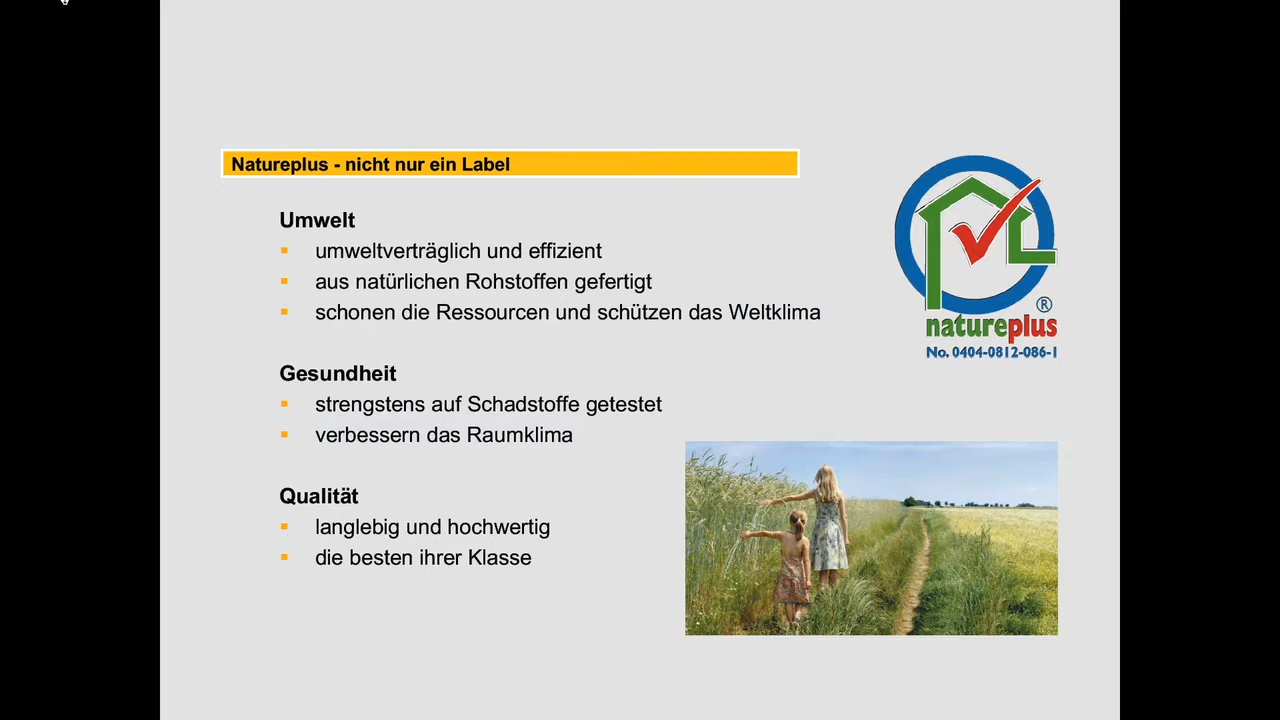 Natureplus - nicht nur ein Label
Umwelt
umweltverträglich und effizient
aus natürlichen Rohstoffen gefertigt
schonen die Ressourcen und schützen das Weltklima
Gesundheit
strengstens auf Schadstoffe getestet
verbessern das Raumklima
Qualität
langlebig und hochwertig
die besten ihrer Klasse
®
natureplus
No. 0404-0812-086-1